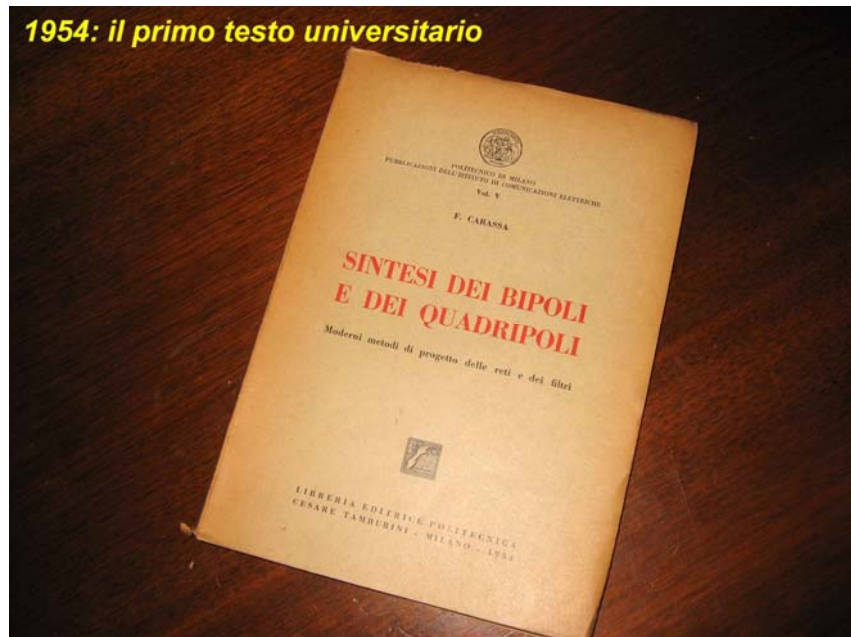 1954: il primo testo universitario
POLITECNICO DI MILANO
PUBBLICAZIONI DELL'ISTITUTO DI COMUNICAZIONI ELETTRICHE
Vol. V
F. CARASSA
SINTESI DEI BIPOLI
E DEI QUADRIPOLI
Moderni metodi di progetto delle reti e dei filtri
LIBRERIA EDITRICE POLITECNICA
CESARE TAMBURINI - MILANO - 1954